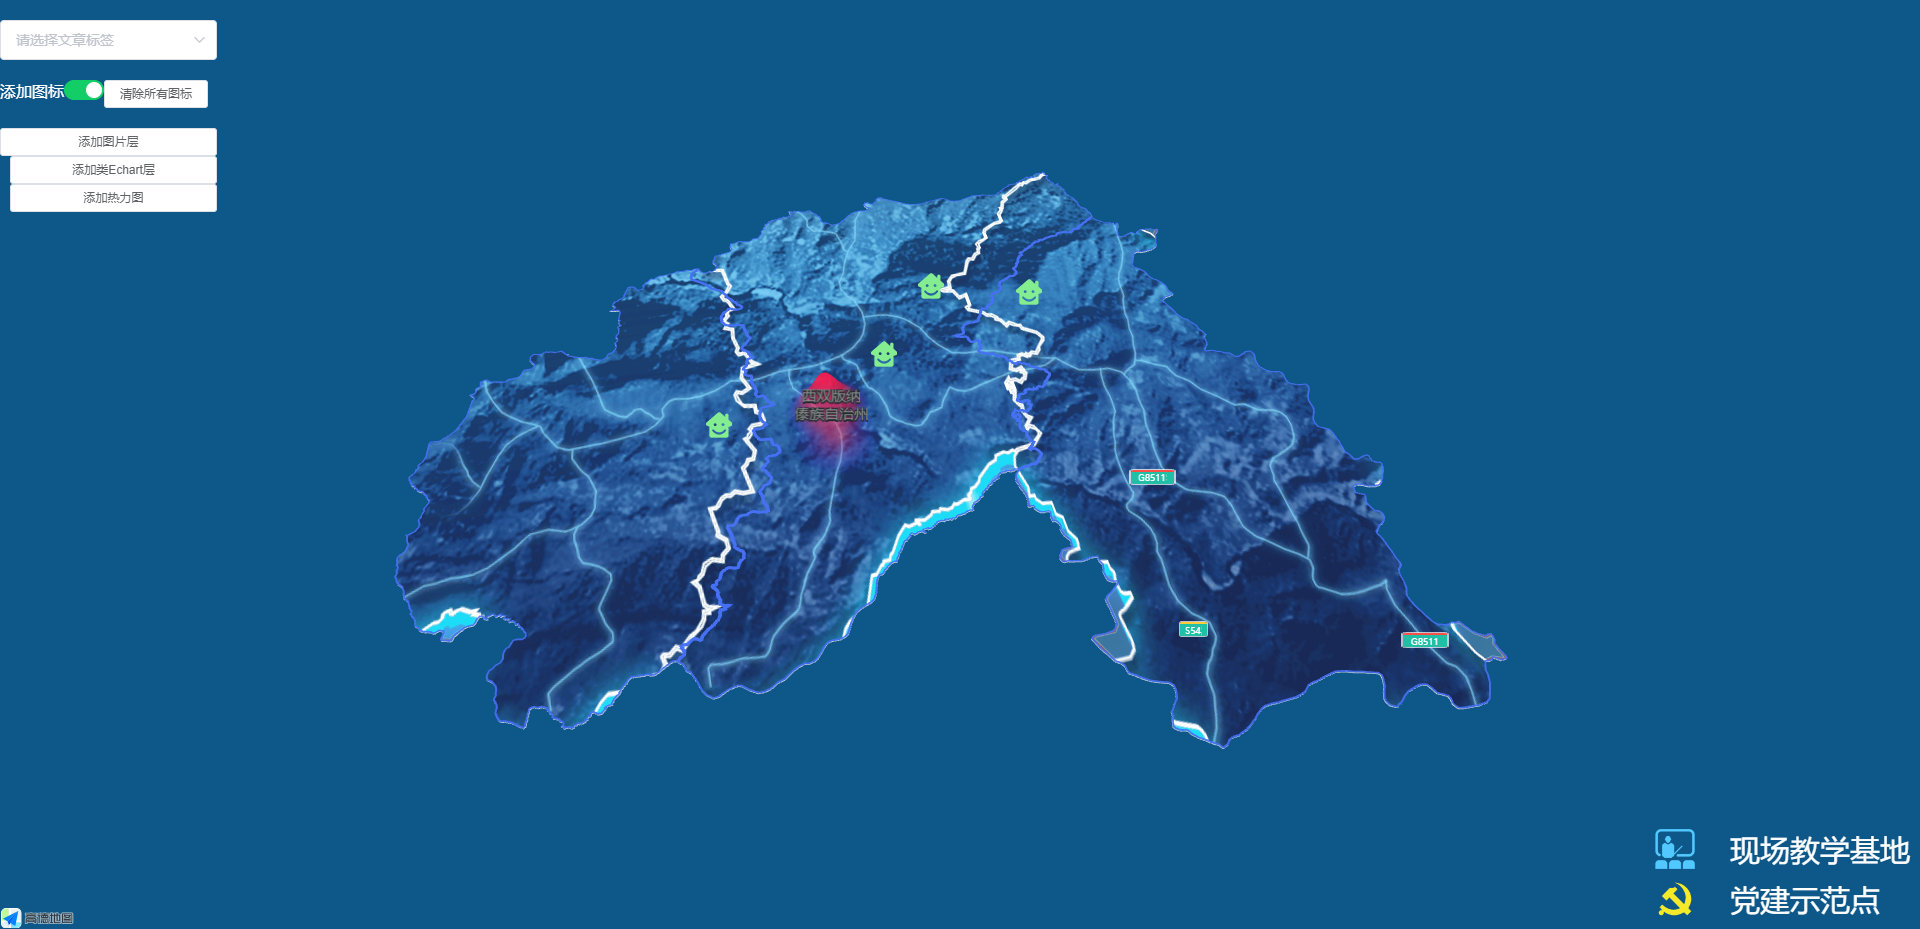 请选择文章标签
添加图标
清除所有图标
添加图片层
添加类Echart层
添加热力图
西双版纳
傣族自治州
G8511
S54
G8511
现场教学基地
党建示范点
高德地图